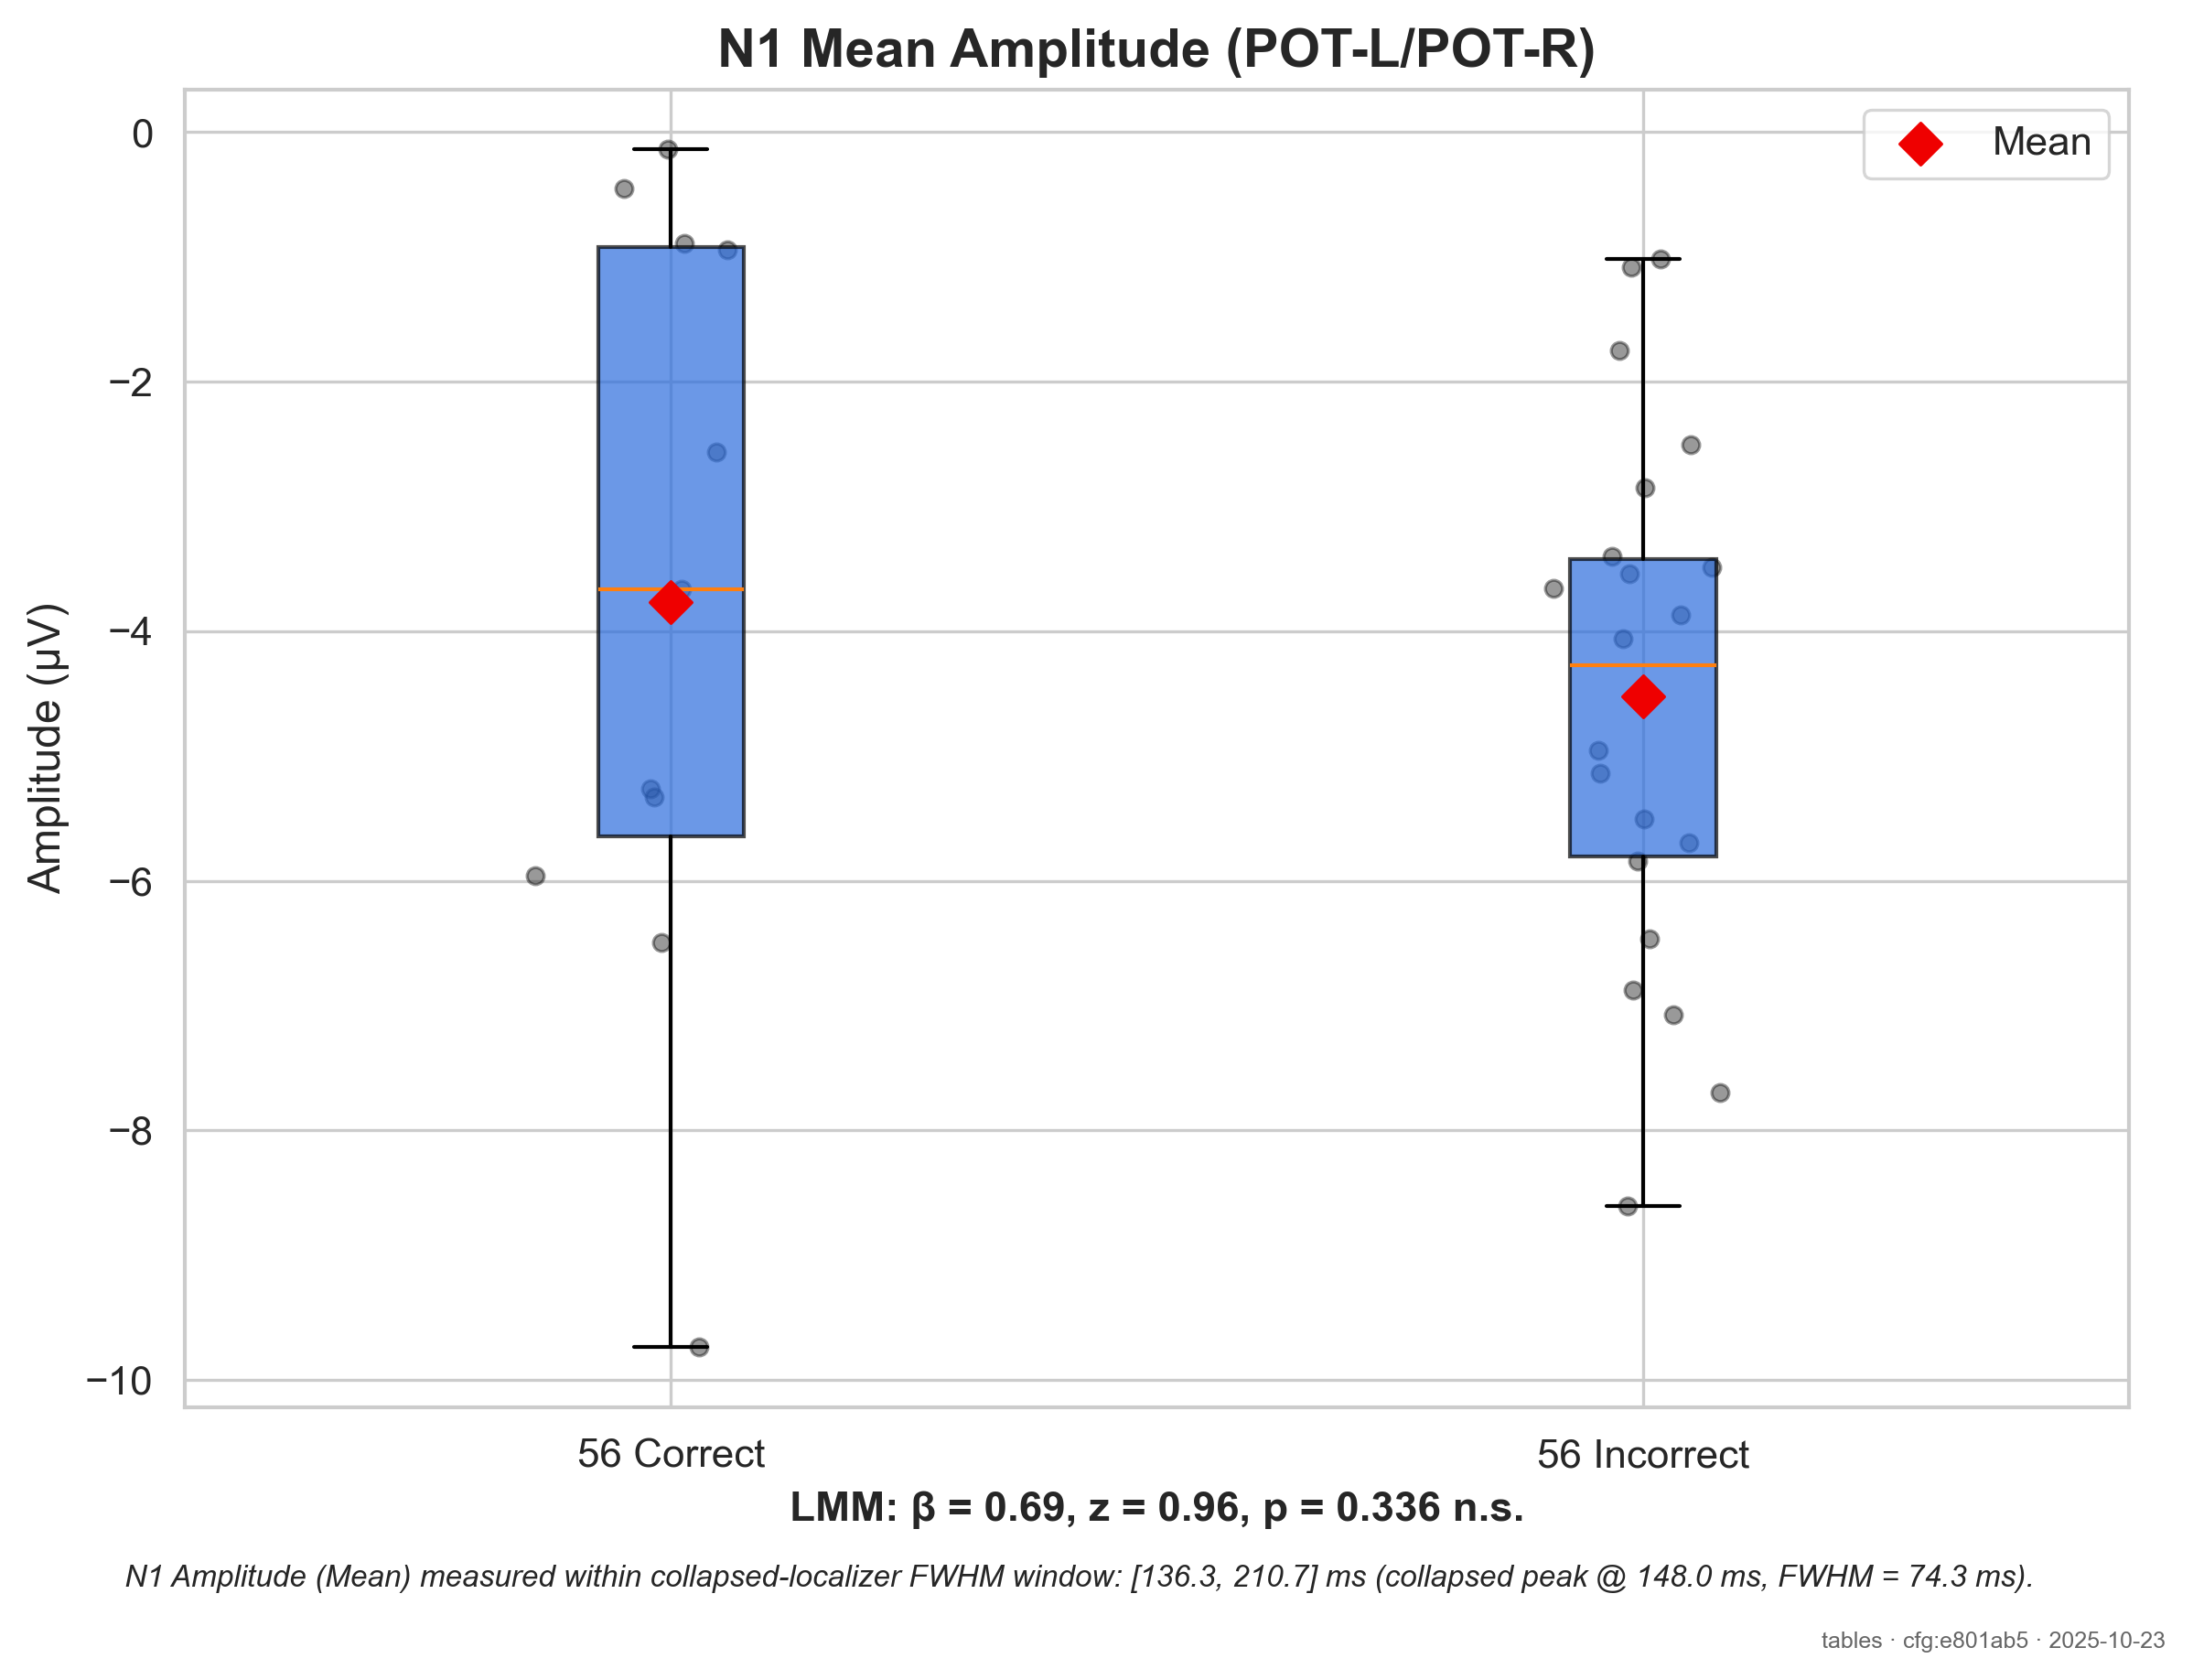 N1 Mean Amplitude (POT-L/POT-R)
Mean
Amplitude (µV)
0
−2
−4
−6
−8
−10
56 Correct
56 Incorrect
LMM: β = 0.69, z = 0.96, p = 0.336 n.s.
N1 Amplitude (Mean) measured within collapsed-localizer FWHM window: [136.3, 210.7] ms (collapsed peak @ 148.0 ms, FWHM = 74.3 ms).
tables · cfg:e801ab5 · 2025-10-23